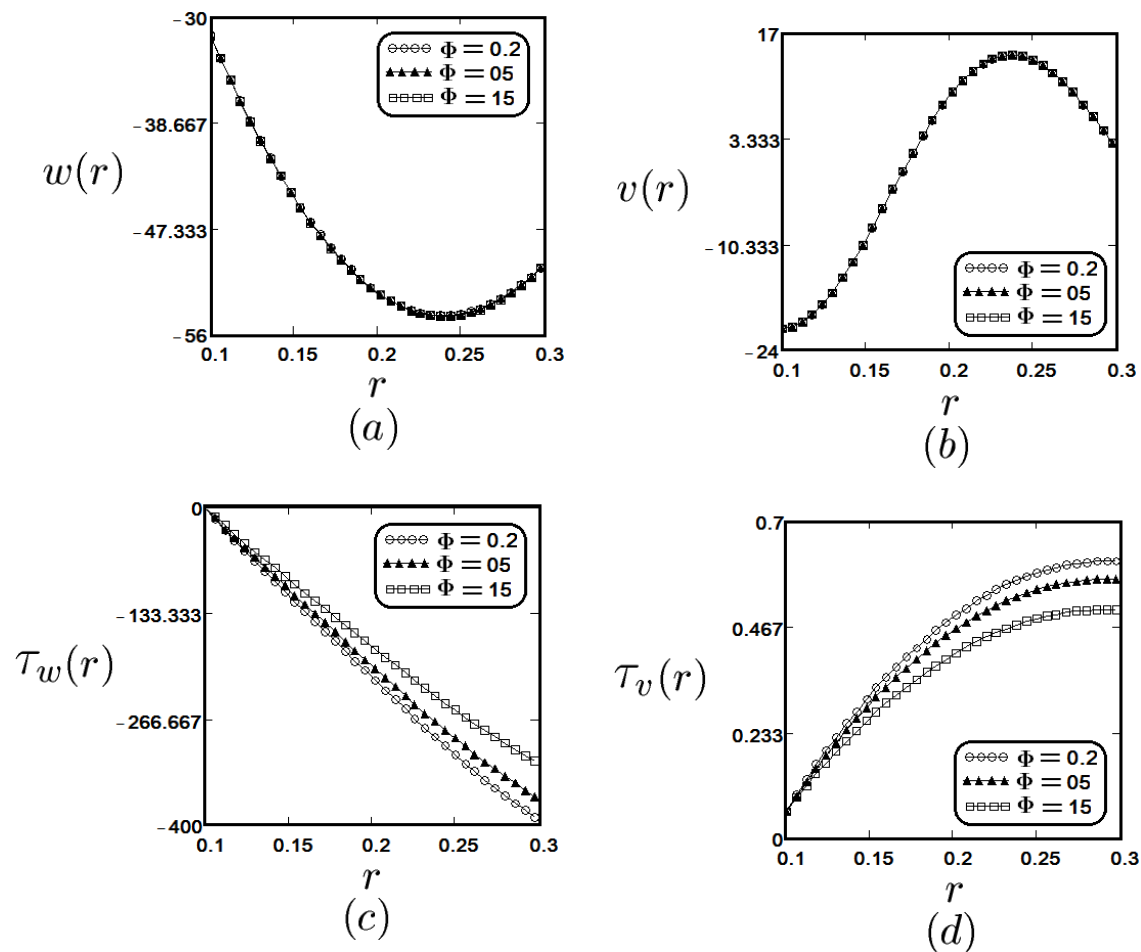 −30
−38.667
−47.333
−56
w(r)
Φ = 0.2
Φ = 05
Φ = 15
0.1 0.15 0.2 0.25 0.3
r
(a)
17
3.333
−10.333
−24
v(r)
Φ = 0.2
Φ = 05
Φ = 15
0.1 0.15 0.2 0.25 0.3
r
(b)
0
−133.333
−266.667
−400
τw(r)
Φ = 0.2
Φ = 05
Φ = 15
0.1 0.15 0.2 0.25 0.3
r
(c)
0.7
0.467
0.233
0
τv(r)
Φ = 0.2
Φ = 05
Φ = 15
0.1 0.15 0.2 0.25 0.3
r
(d)